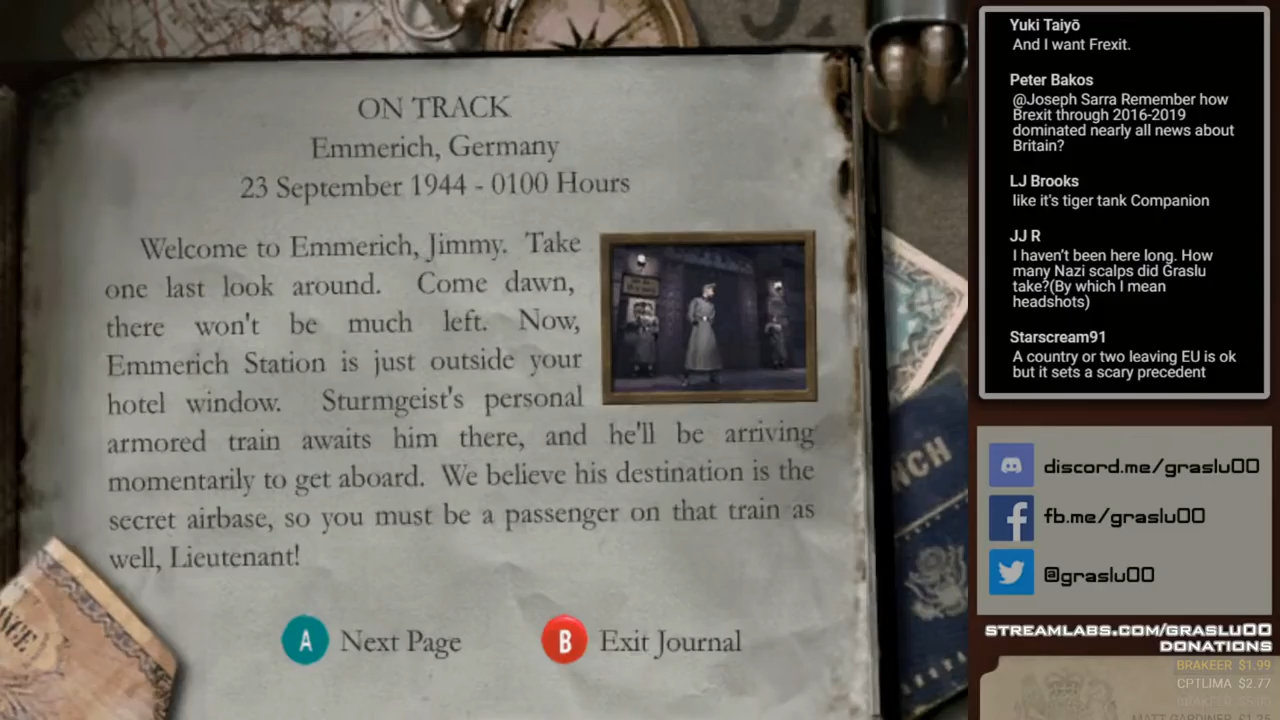 ON TRACK
Emmerich, Germany
23 September 1944 - 0100 Hours
Welcome to Emmerich, Jimmy. Take
one last look around. Come dawn,
there won't be much left. Now,
Emmerich Station is just outside your
hotel window. Sturmgeist's personal
armored train awaits him there, and he'll be arriving
momentarily to get aboard. We believe his destination is the
secret airbase, so you must be a passenger on that train as
well, Lieutenant!
A Next Page
B Exit Journal
Yuki Taiyō
And I want Frexit.
Peter Bakos
@Joseph Sarra Remember how
Brexit through 2016-2019
dominated nearly all news about
Britain?
LJ Brooks
like it's tiger tank Companion
JJ R
I haven't been here long. How
many Nazi scalps did Graslu
take?(By which I mean
headshots)
Starscream91
A country or two leaving EU is ok
but it sets a scary precedent
discord.me/graslu00
fb.me/graslu00
@graslu00
STREAMLABS.COM/GRASLU00
DONATIONS
BRAKEER $1.99
CPTLIMA $2.77